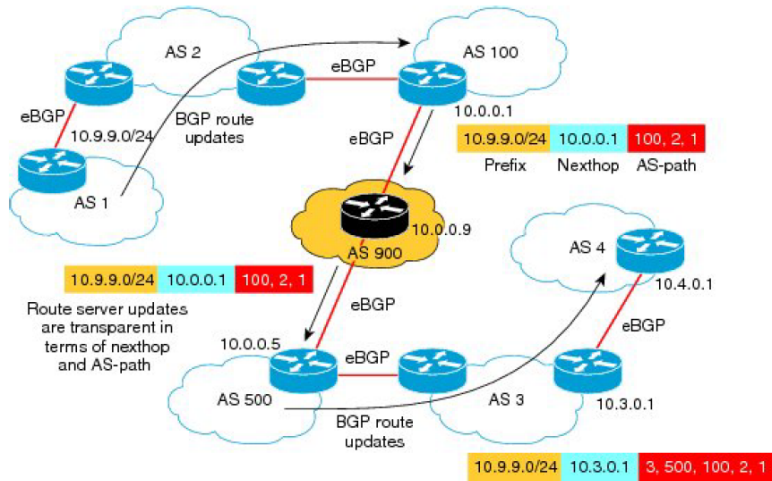 AS 2
AS 100
eBGP
eBGP
10.9.9.0/24
BGP route
updates
10.0.0.1
eBGP
10.9.9.0/24 10.0.0.1 100, 2, 1
Prefix Nexthop AS-path
AS 1
10.0.0.9
AS 900
AS 4
10.9.9.0/24 10.0.0.1 100, 2, 1
10.4.0.1
Route server updates
are transparent in
terms of nexthop
and AS-path
eBGP
eBGP
10.0.0.5
eBGP
AS 500
AS 3
10.3.0.1
BGP route
updates
10.9.9.0/24 10.3.0.1 3, 500, 100, 2, 1